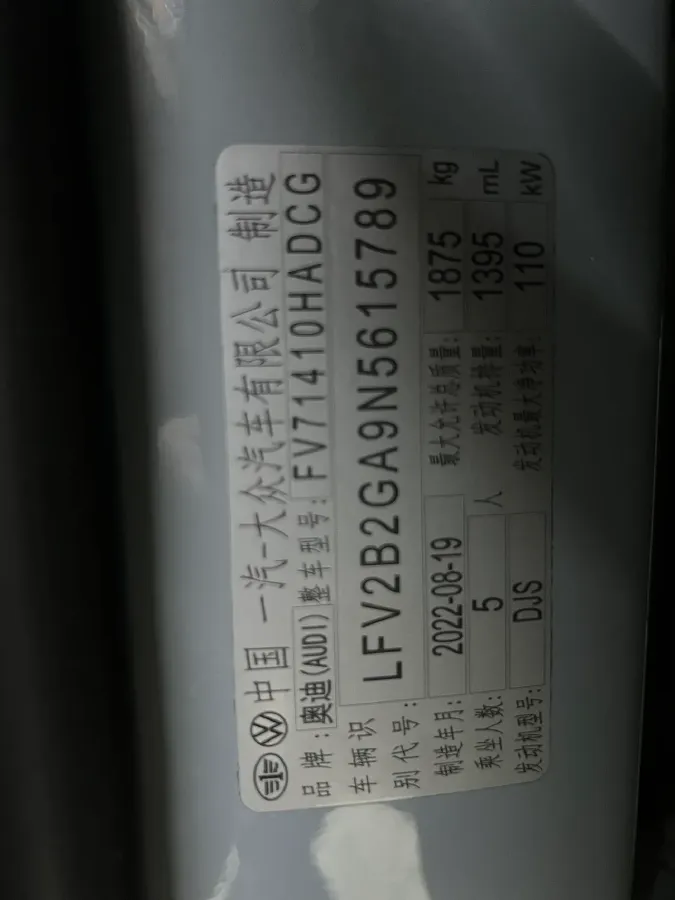 中国 一汽-大众汽车有限公司 制造
品牌:奥迪(AUDI) 整车型号:FV71410HADCG
车辆识别代号:LFV2B2GA9N5615789
制造年月:2022-08-19 最大允许总质量:1875 kg
乘坐人数:5 人 发动机排量:1395 mL
发动机型号:DJS 发动机最大净功率:110 kW